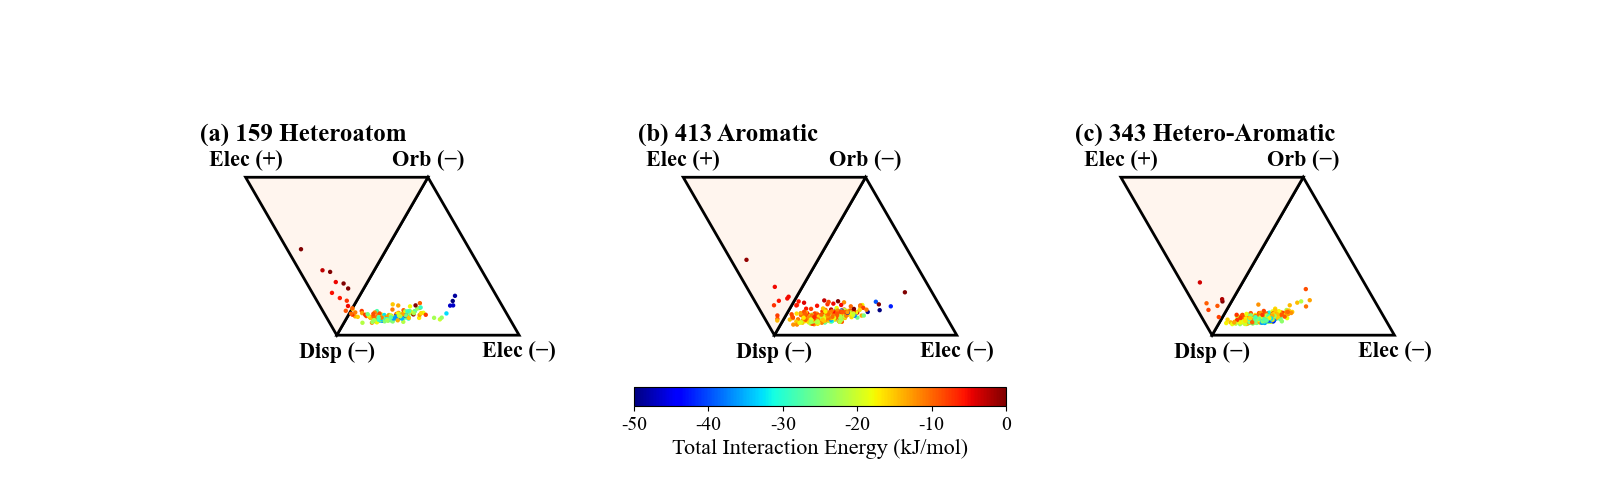 (a) 159 Heteroatom
(b) 413 Aromatic
(c) 343 Hetero-Aromatic
Elec (+)
Orb (−)
Elec (+)
Orb (−)
Elec (+)
Orb (−)
Disp (−)
Elec (−)
Disp (−)
Elec (−)
Disp (−)
Elec (−)
-50
-40
-30
-20
-10
0
Total Interaction Energy (kJ/mol)